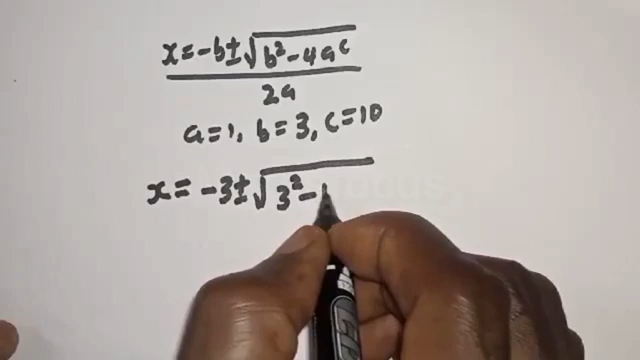 x = -b ± √b² - 4ac
2a
a = 1, b = 3, c = 10
x = -3 ± √3² -